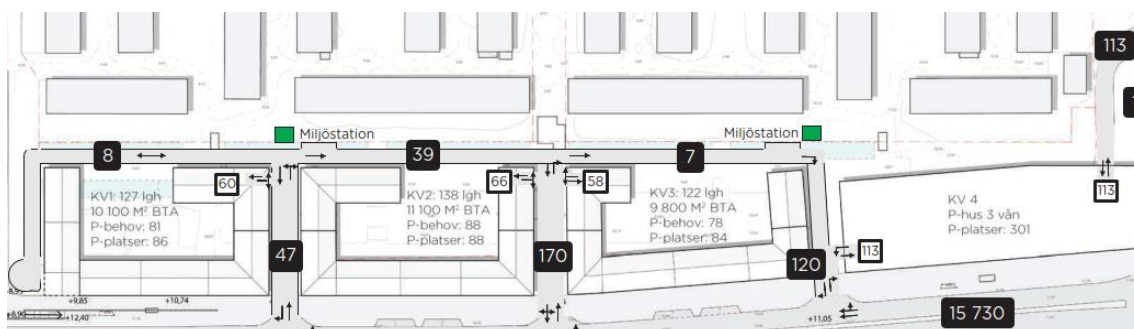 113
Miljöstation
Miljöstation
8
39
7
60
66
58
113
KV1: 127 lgh
10 100 M² BTA
P-behov: 81
P-platser: 86
KV2: 138 lgh
11 100 M² BTA
P-behov: 88
P-platser: 88
KV3: 122 lgh
9 800 M² BTA
P-behov: 78
P-platser: 84
KV 4
P-hus 3 vån
P-platser: 301
47
170
120
113
+9,85
+10,74
+12,40
+11,05
15 730